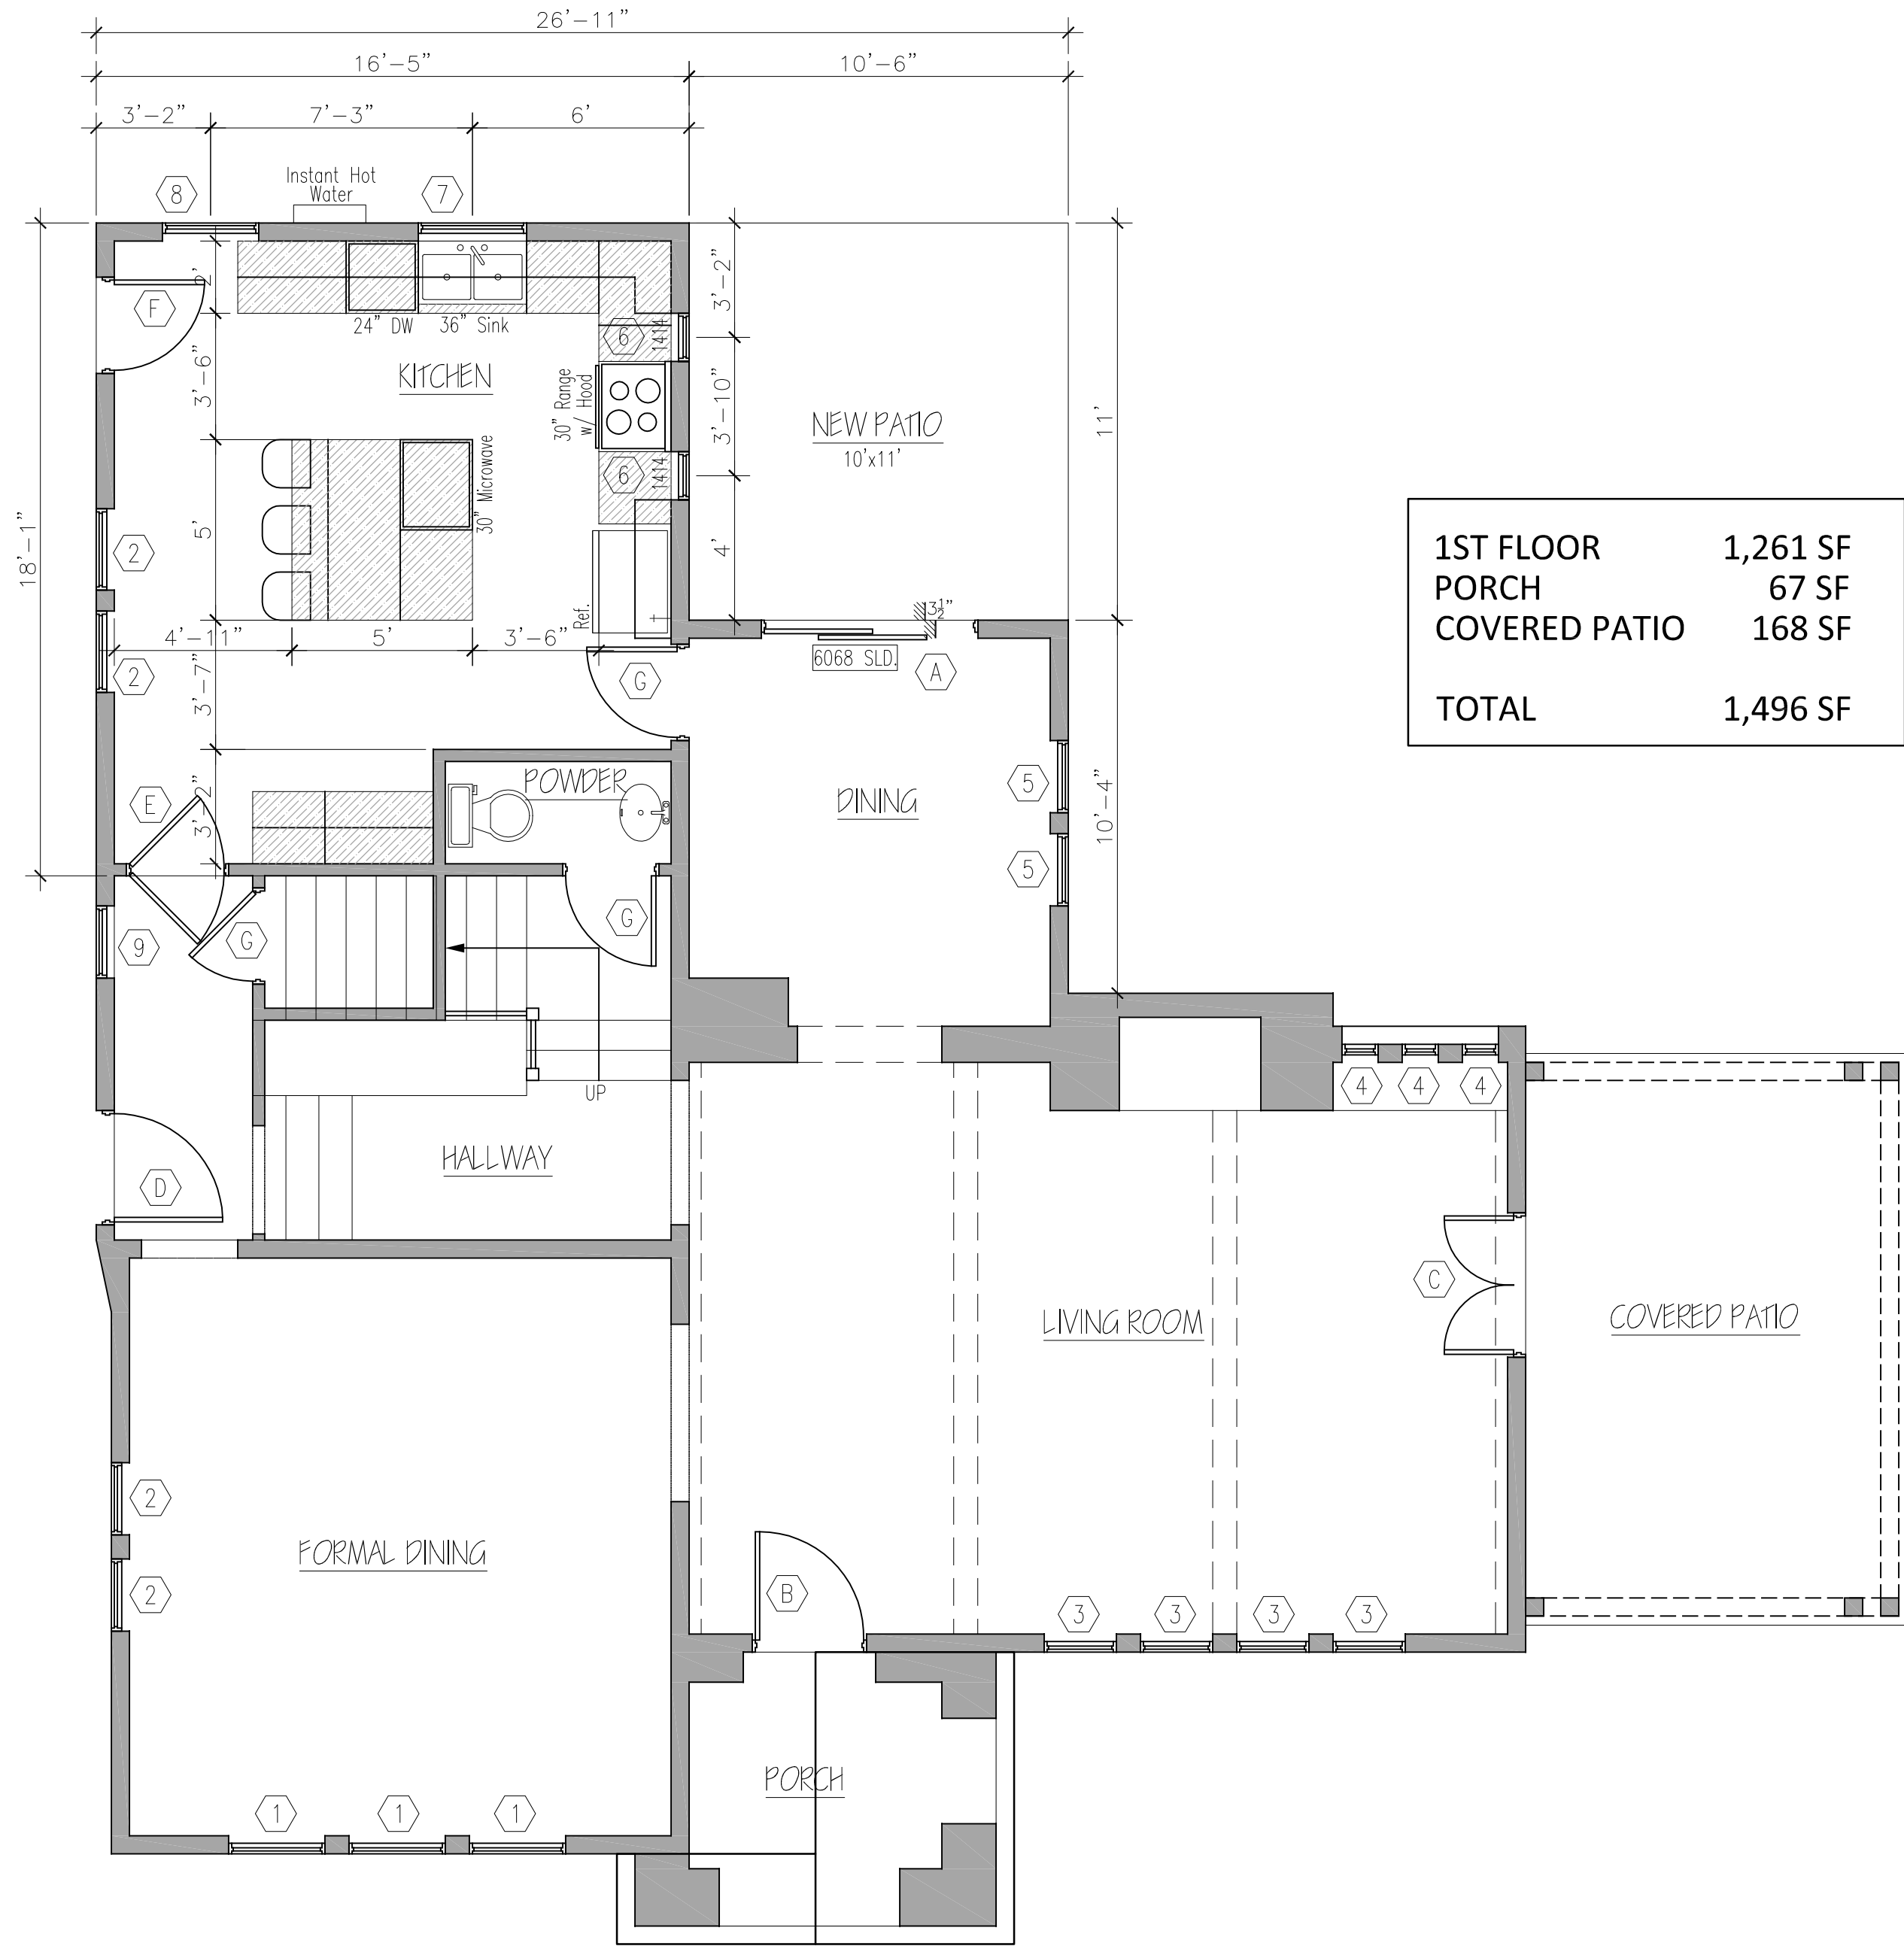 26'-11"
16'-5"
10'-6"
3'-2"
7'-3"
6'
Instant Hot
Water
8
7
F
2'
24" DW
36" Sink
6
1414
3'-2"
KITCHEN
3'-6"
30" Range
w/ Hood
3'-10"
NEW PATIO
10'x11'
11'
18'-1"
2
5'
30" Microwave
6
1414
4'
Ref.
4'-11"
5'
3'-6"
3 1/2"
6068 SLD.
A
2
3'-7"
G
1ST FLOOR 1,261 SF
PORCH 67 SF
COVERED PATIO 168 SF
TOTAL 1,496 SF
E
3'-2"
POWDER
DINING
5
5
10'-4"
9
G
G
UP
4
4
4
D
HALLWAY
C
LIVING ROOM
COVERED PATIO
2
2
FORMAL DINING
B
3
3
3
3
1
1
1
PORCH